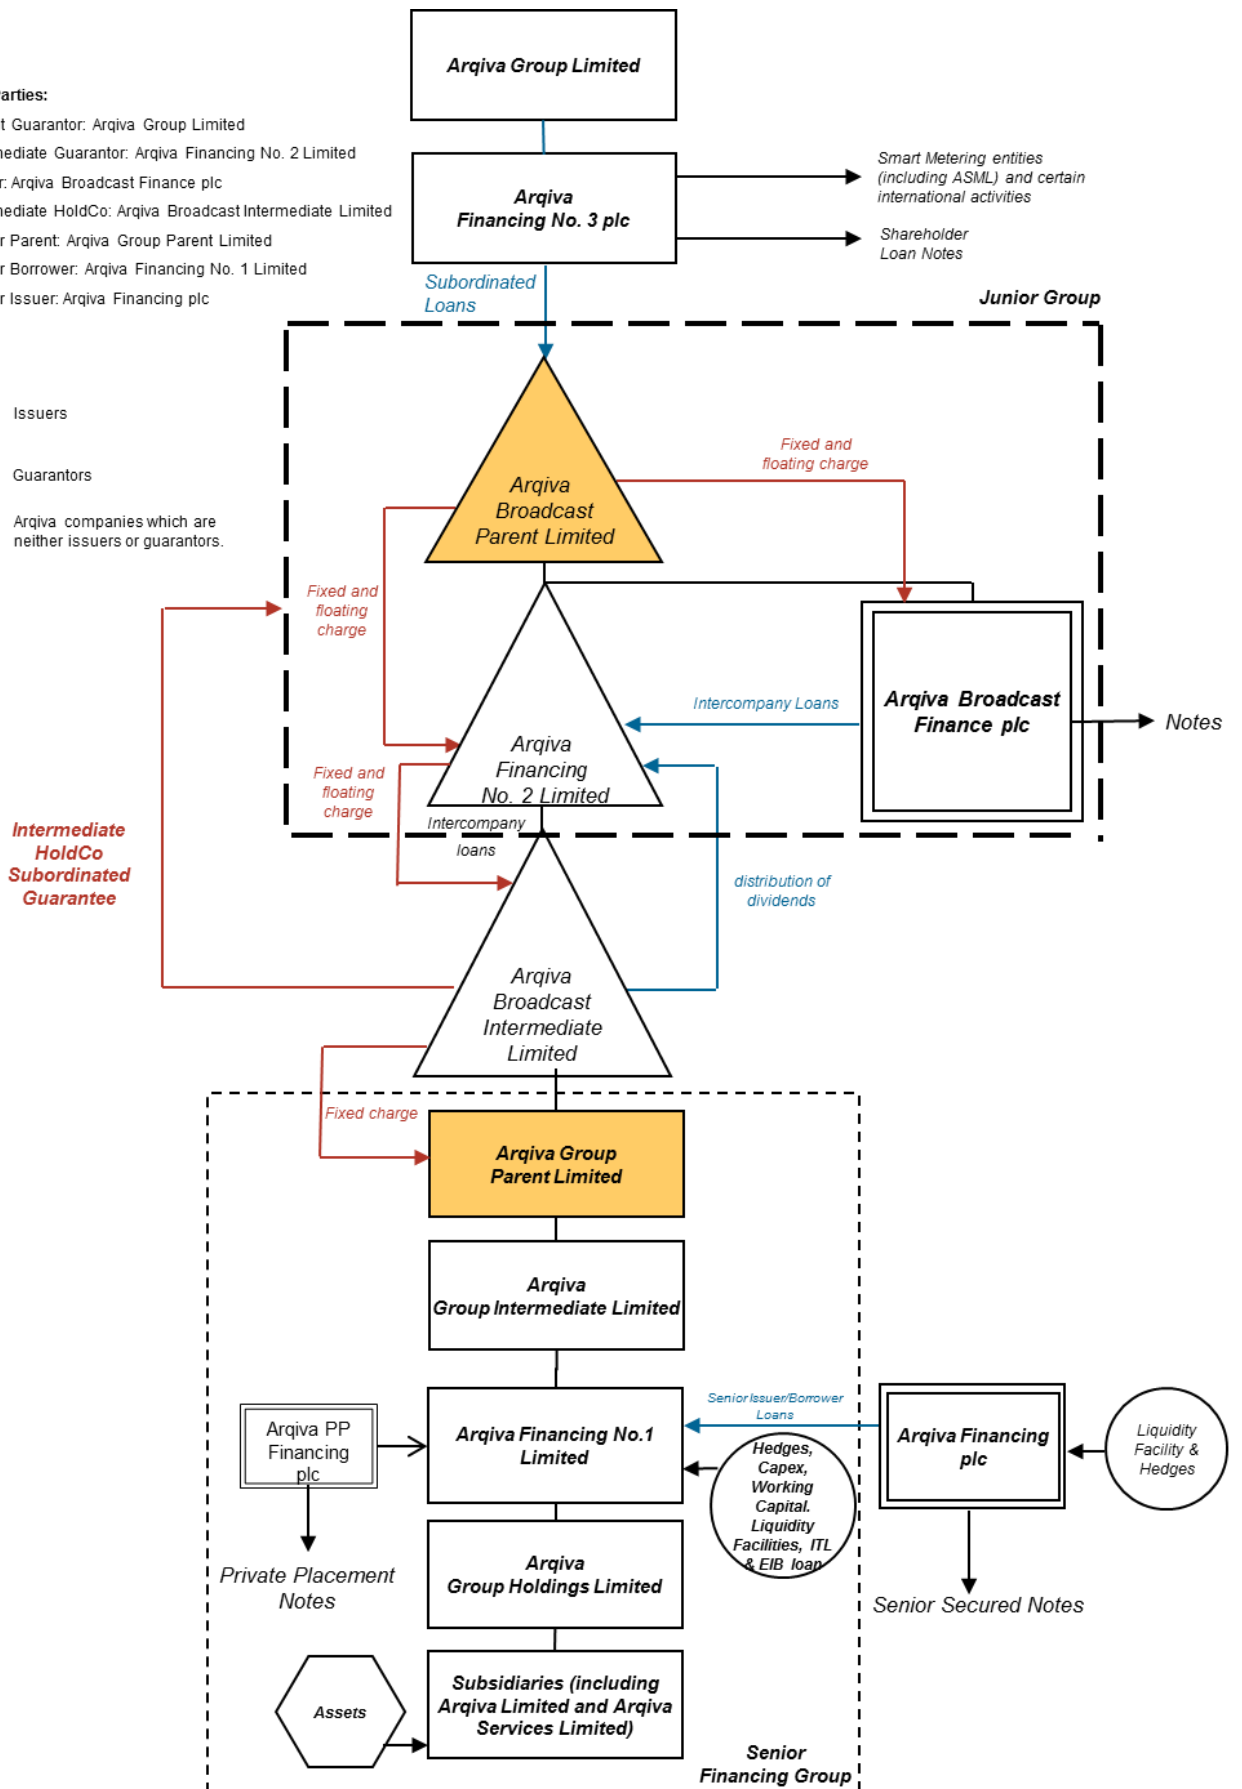 Arqiva Group Limited
arties:
t Guarantor: Arqiva Group Limited
nediate Guarantor: Arqiva Financing No. 2 Limited
r: Arqiva Broadcast Finance plc
nediate HoldCo: Arqiva Broadcast Intermediate Limited
r Parent: Arqiva Group Parent Limited
r Borrower: Arqiva Financing No. 1 Limited
r Issuer: Arqiva Financing plc
Arqiva
Financing No. 3 plc
Smart Metering entities
(including ASML) and certain
international activities
Shareholder
Loan Notes
Subordinated
Loans
Junior Group
Issuers
Guarantors
Arqiva companies which are
neither issuers or guarantors.
Arqiva
Broadcast
Parent Limited
Fixed and
floating charge
Fixed and
floating
charge
Arqiva Broadcast
Finance plc
Notes
Intercompany Loans
Arqiva
Financing
No. 2 Limited
Fixed and
floating
charge
Intercompany
loans
Intermediate
HoldCo
Subordinated
Guarantee
distribution of
dividends
Arqiva
Broadcast
Intermediate
Limited
Fixed charge
Arqiva Group
Parent Limited
Arqiva
Group Intermediate Limited
Arqiva PP
Financing
plc
Arqiva Financing No.1
Limited
Senior Issuer/Borrower
Loans
Arqiva Financing
plc
Liquidity
Facility &
Hedges
Hedges,
Capex,
Working
Capital.
Liquidity
Facilities, ITL
& EIB loan
Private Placement
Notes
Arqiva
Group Holdings Limited
Senior Secured Notes
Assets
Subsidiaries (including
Arqiva Limited and Arqiva
Services Limited)
Senior
Financing Group